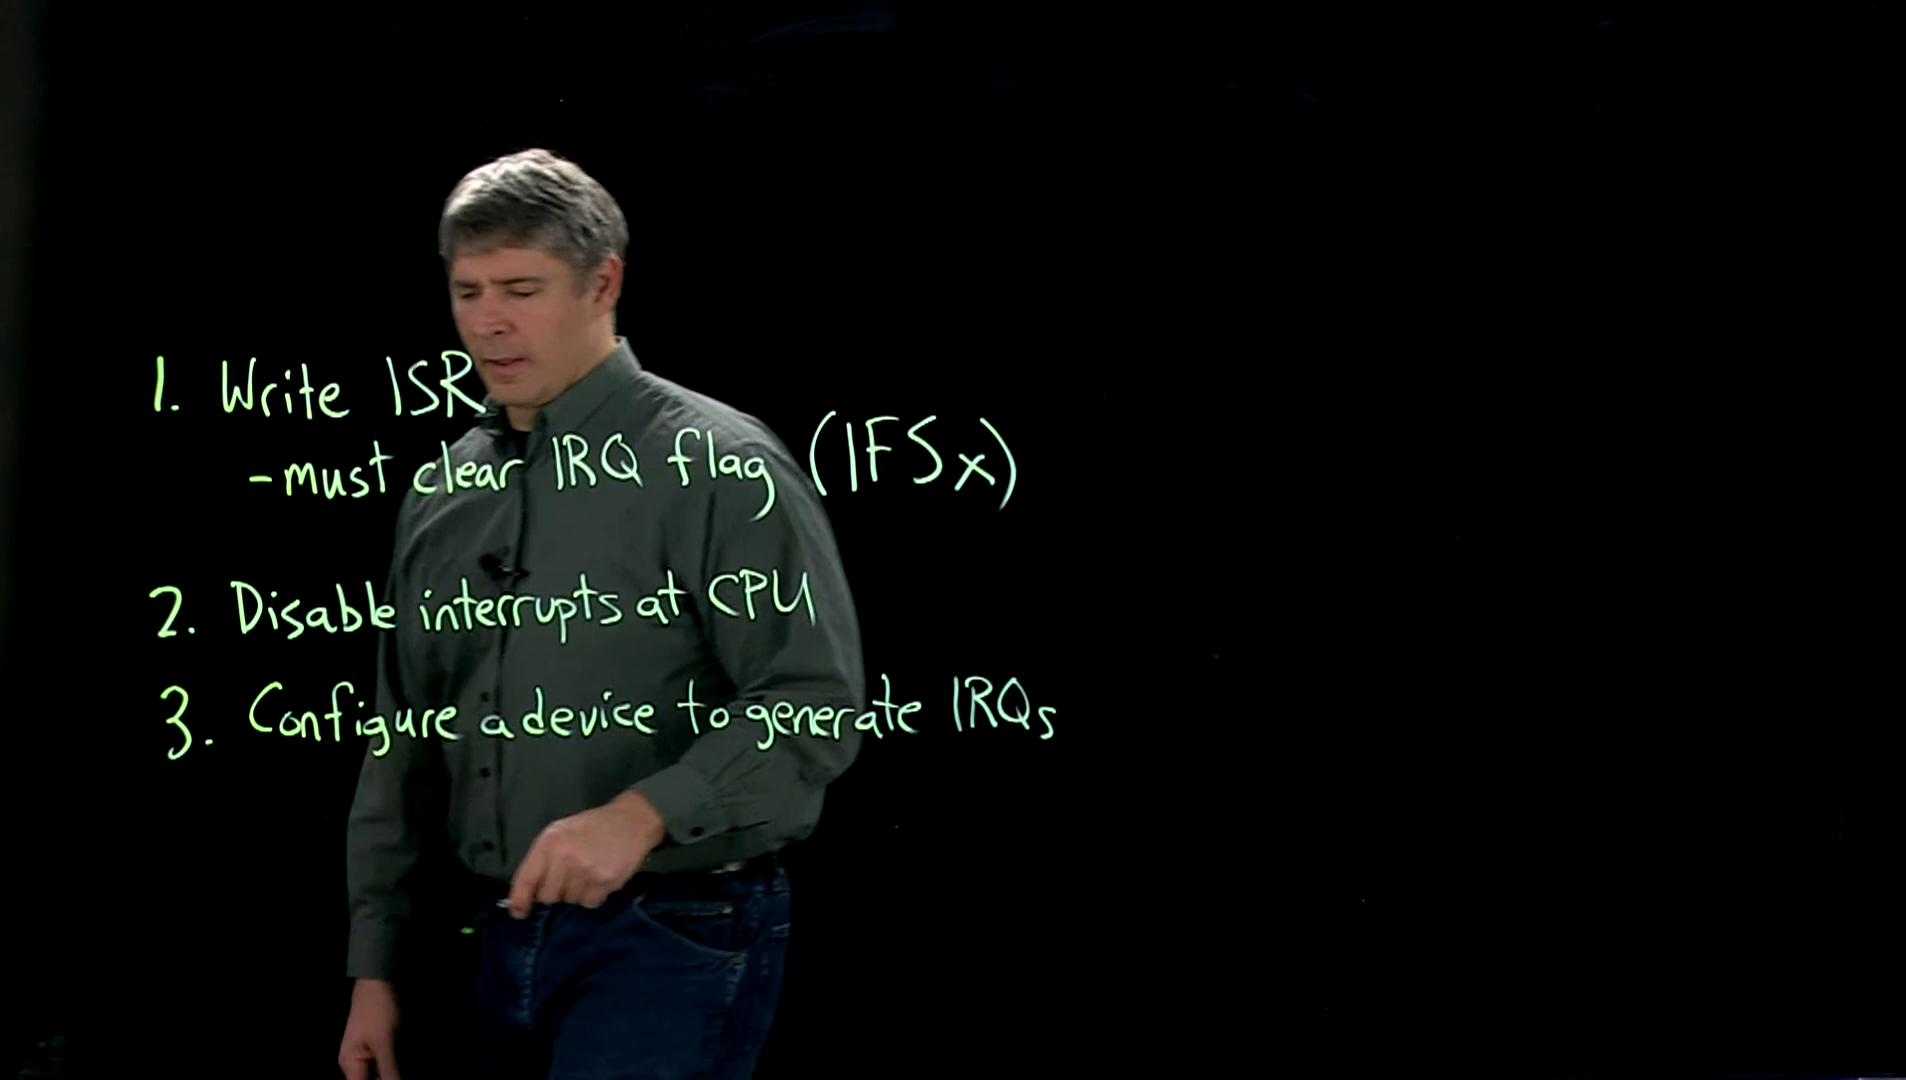 1. Write ISR
-must clear IRQ flag (IFSx)
2. Disable interrupts at CPU
3. Configure a device to generate IRQs